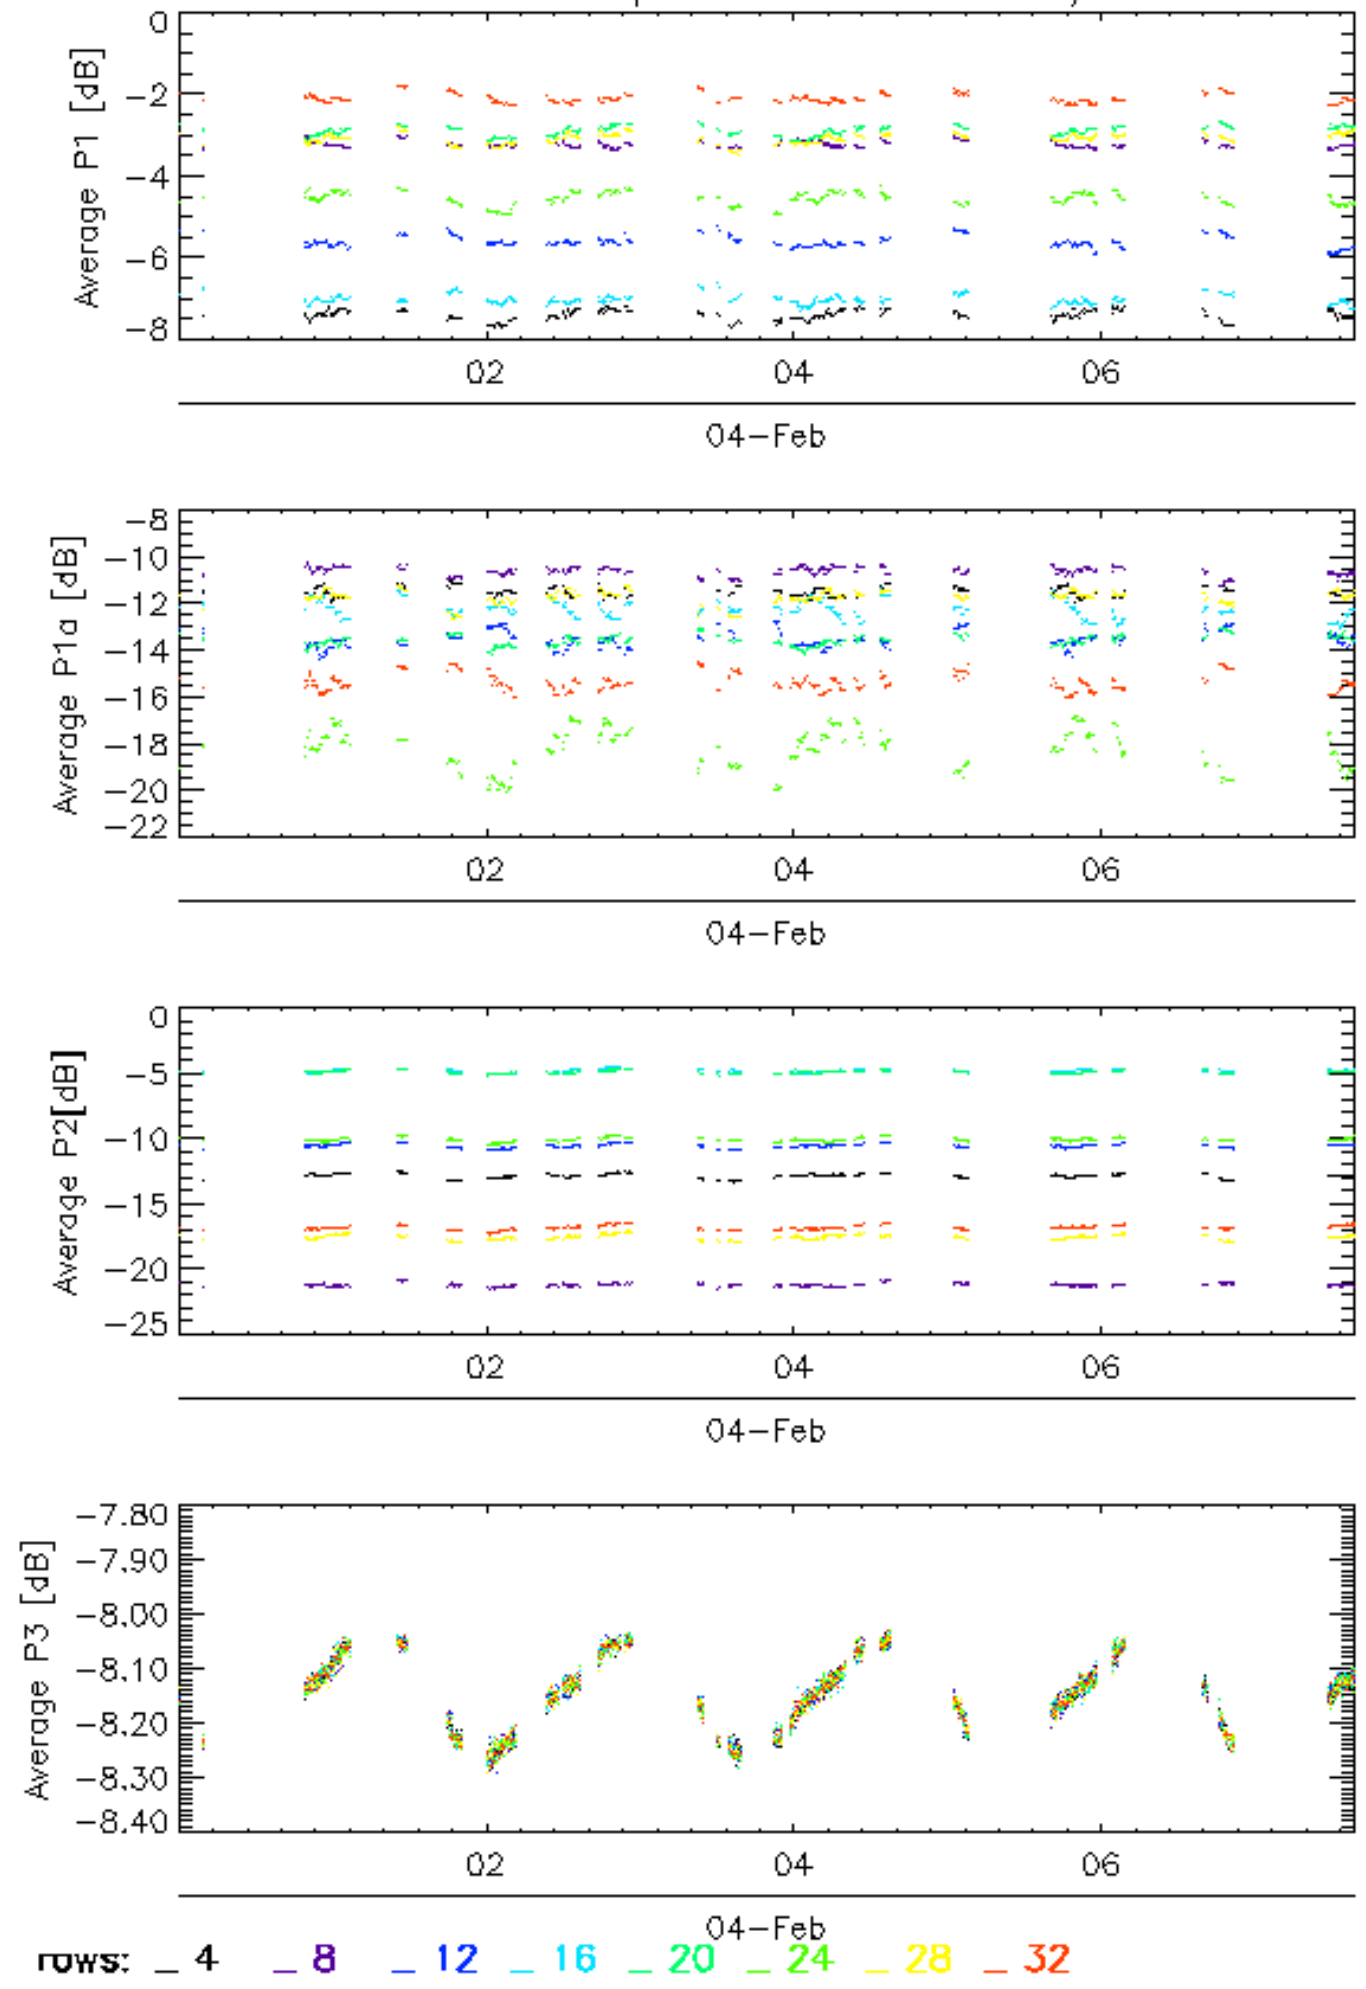 Average P1 [dB]
0
−2
−4
−6
−8
02 04 06
04−Feb
Average P1a [dB]
−8
−10
−12
−14
−16
−18
−20
−22
02 04 06
04−Feb
Average P2[dB]
0
−5
−10
−15
−20
−25
02 04 06
04−Feb
Average P3 [dB]
−7.80
−7.90
−8.00
−8.10
−8.20
−8.30
−8.40
02 04 06
04−Feb
rows: _ 4 _ 8 _ 12 _ 16 _ 20 _ 24 _ 28 _ 32